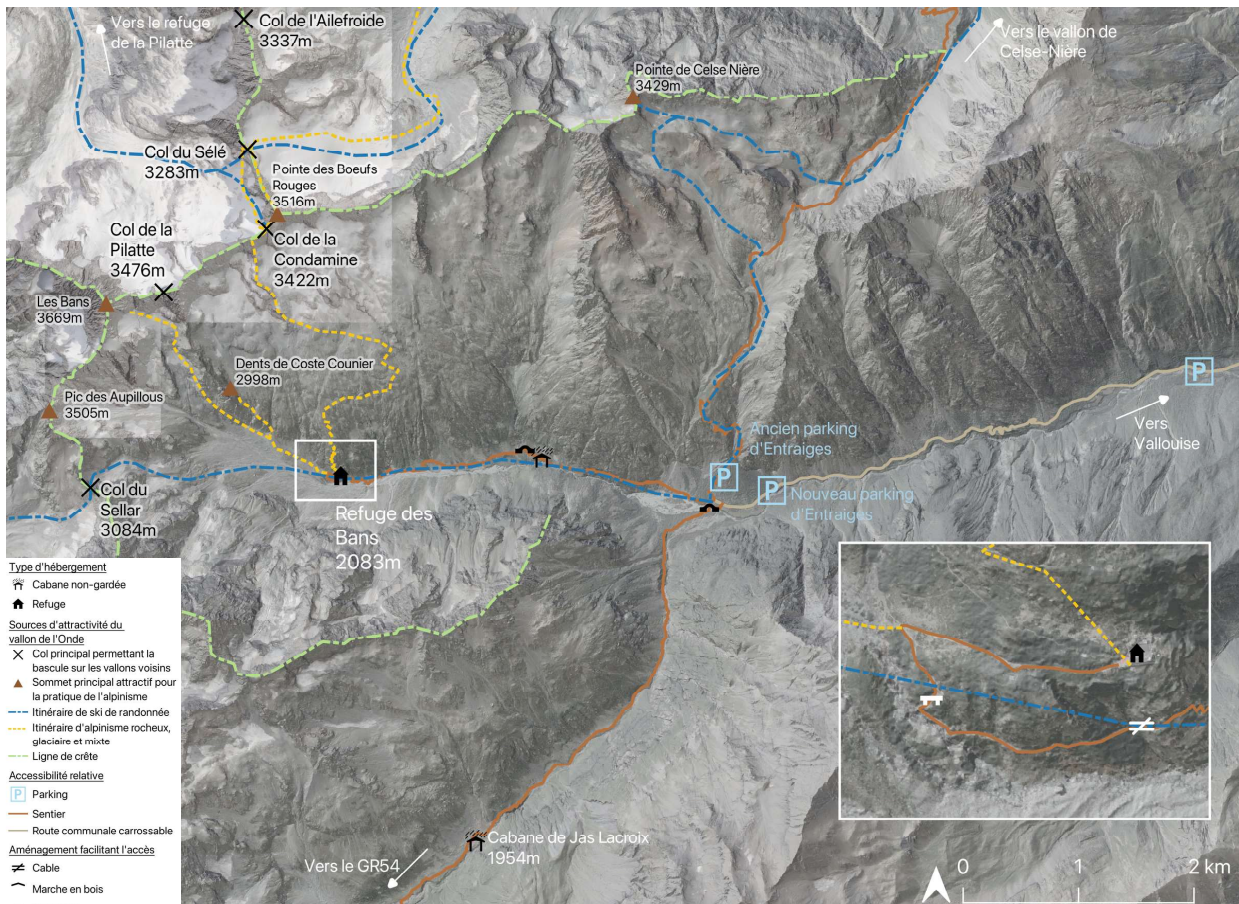 Vers le refuge
de la Pilatte
Col de l'Ailefroide
3337m
Vers le vallon de
Celse-Nière
Pointe de Celse Nière
3429m
Col du Sélé
3283m
Pointe des Boeufs
Rouges
3516m
Col de la
Pilatte
3476m
Col de la
Condamine
3422m
Les Bans
3669m
Dents de Coste Counier
2998m
Pic des Aupillous
3505m
P
Vers
Vallouise
Ancien parking
d'Entraiges
P
P
Nouveau parking
d'Entraiges
Col du
Sellar
3084m
Refuge des
Bans
2083m
Type d'hébergement
Cabane non-gardée
Refuge
Sources d'attractivité du
vallon de l'Onde
Col principal permettant la
bascule sur les vallons voisins
Sommet principal attractif pour
la pratique de l'alpinisme
Itinéraire de ski de randonnée
Itinéraire d'alpinisme rocheux,
glaciaire et mixte
Ligne de crête
Accessibilité relative
P Parking
Sentier
Route communale carrossable
Aménagement facilitant l'accès
Cable
Marche en bois
Cabane de Jas Lacroix
1954m
Vers le GR54
0 1 2 km